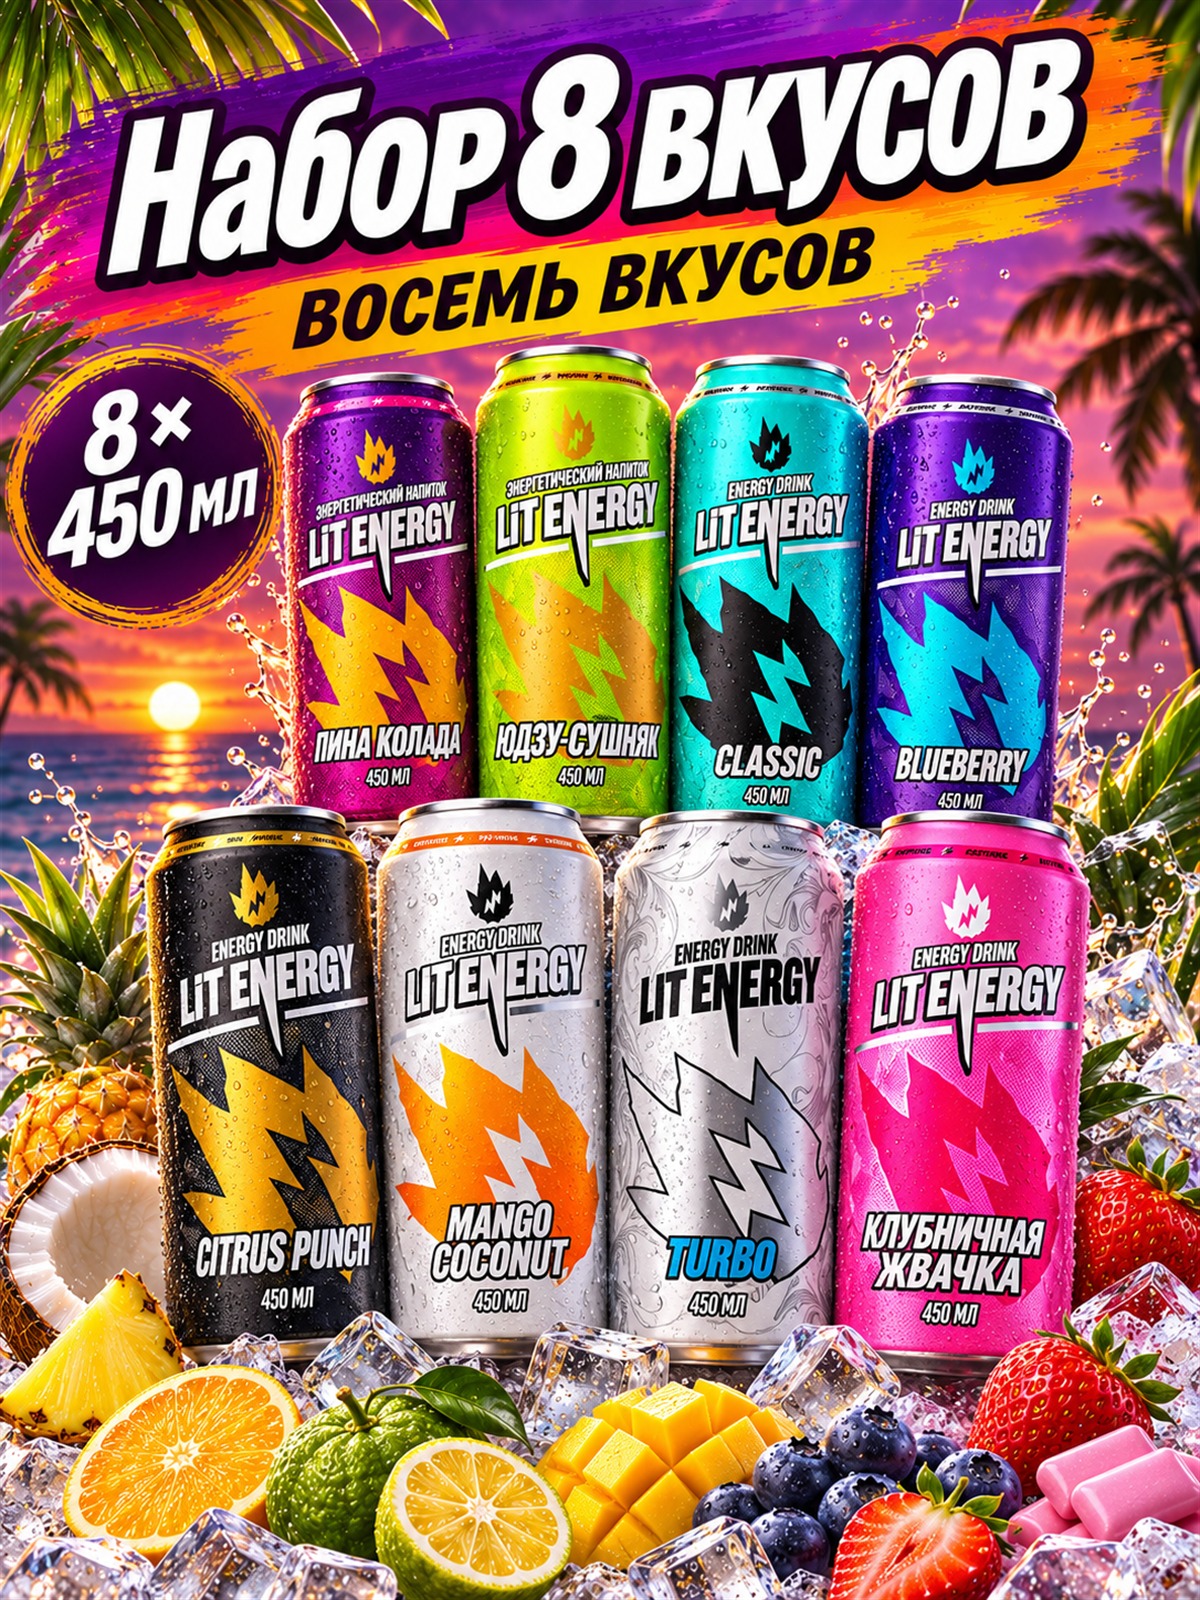 Набор 8 вкусов
ВОСЕМЬ ВКУСОВ
8×
450 мл
ЭНЕРГЕТИЧЕСКИЙ НАПИТОК
LIT ENERGY
ПИНА КОЛАДА
450 МЛ
ЭНЕРГЕТИЧЕСКИЙ НАПИТОК
LIT ENERGY
ЮДЗУ-СУШНЯК
450 МЛ
ENERGY DRINK
LIT ENERGY
CLASSIC
450 МЛ
ENERGY DRINK
LIT ENERGY
BLUEBERRY
450 МЛ
ENERGY DRINK
LIT ENERGY
CITRUS PUNCH
450 МЛ
ENERGY DRINK
LIT ENERGY
MANGO
COCONUT
450 МЛ
ENERGY DRINK
LIT ENERGY
TURBO
450 МЛ
ENERGY DRINK
LIT ENERGY
КЛУБНИЧНАЯ
ЖВАЧКА
450 МЛ